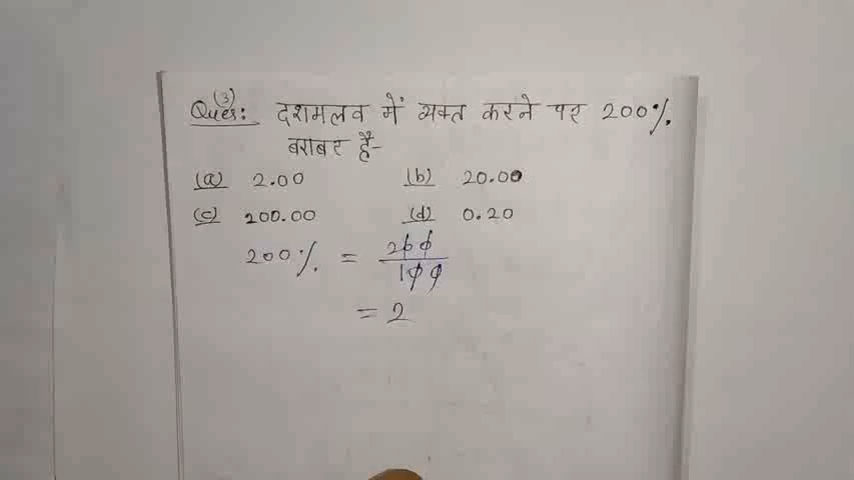 (3)
Ques: दशमलव में व्यक्त करने पर 200%
बराबर है-
(a) 2.00 (b) 20.00
(c) 200.00 (d) 0.20
200% = 200/100
= 2